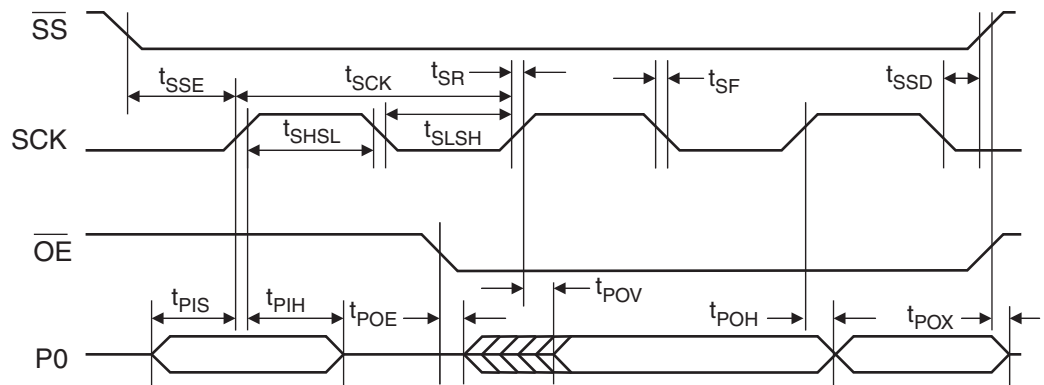 SS
tSSE
tSCK
tSR
tSF
tSSD
SCK
tSHSL
tSLSH
OE
tPIS
tPIH
tPOE
tPOV
tPOH
tPOX
P0